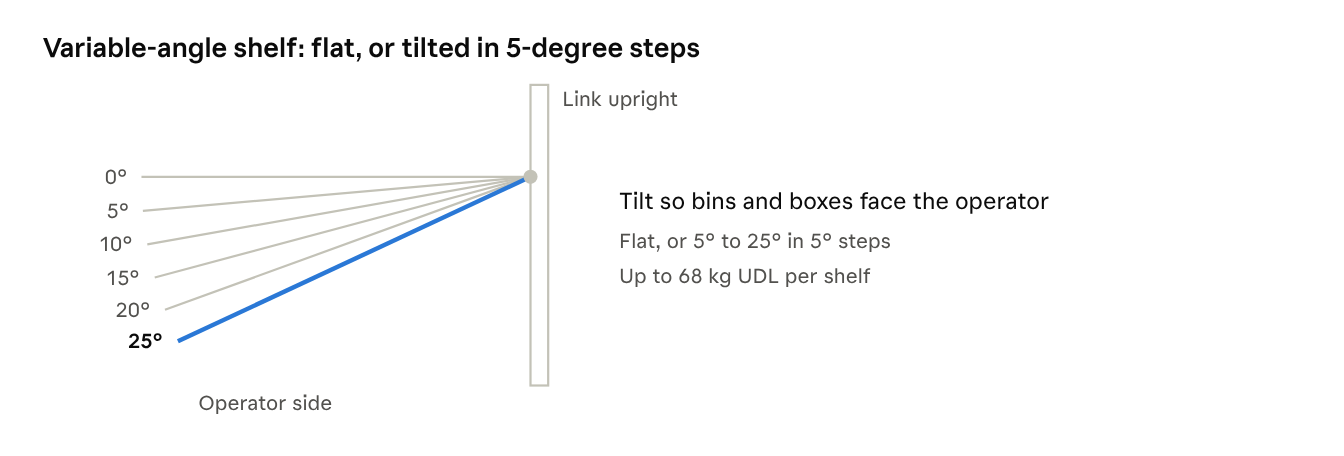 Variable-angle shelf: flat, or tilted in 5-degree steps
Link upright
0°
5°
10°
15°
20°
25°
Tilt so bins and boxes face the operator
Flat, or 5° to 25° in 5° steps
Up to 68 kg UDL per shelf
Operator side